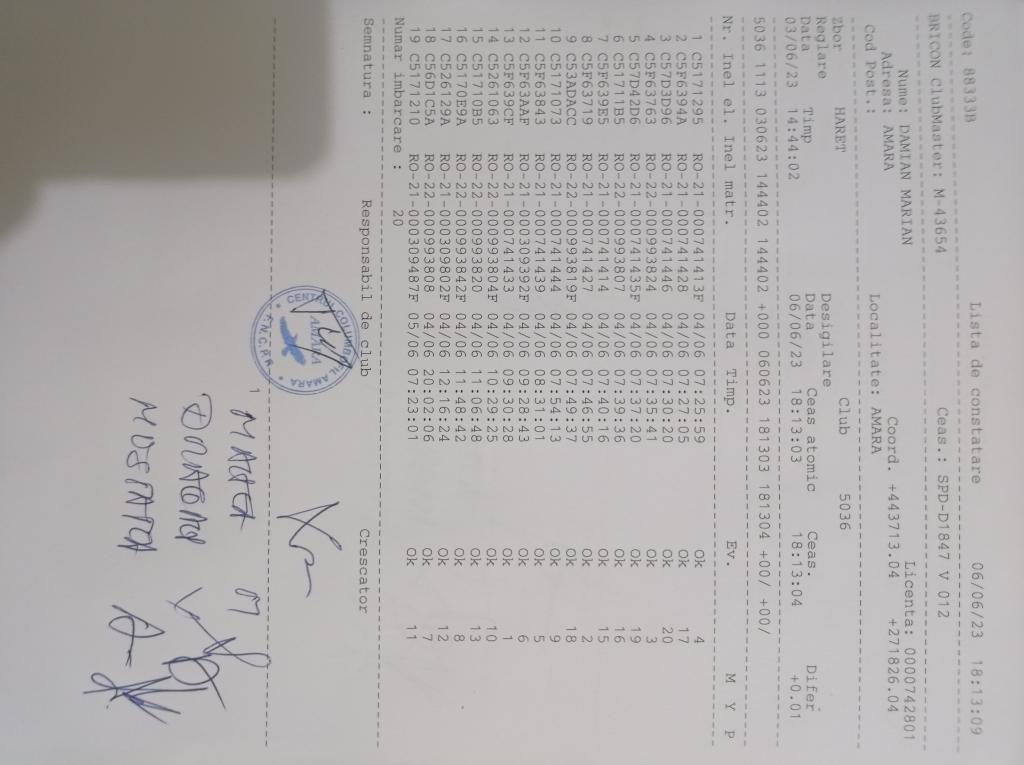 Code: 88333B Lista de constatare 06/06/23 18:13:09
BRICON ClubMaster: M-43654 Ceas.: SPD-D1847 V 012
Nume: DAMIAN MARIAN Licenta: 0000742801
Adresa: AMARA Coord. +443713.04 +271826.04
Cod Post.: Localitate: AMARA
Zbor HARET Club 5036
Reglare Desigilare
Data Timp Data Ceas atomic Ceas. Difer
03/06/23 14:44:02 06/06/23 18:13:03 18:13:04 +0.01
5036 1113 030623 144402 144402 +000 060623 181303 181304 +00/ +00/
Nr. Inel el. Inel matr. Data Timp. Ev. M Y P
1 C5171295 RO-21-000741413F 04/06 07:25:59 Ok 4
2 C5F6394A RO-21-000741428 04/06 07:27:05 Ok 17
3 C57D3D96 RO-21-000741446 04/06 07:30:20 Ok 20
4 C5F63763 RO-22-000993824 04/06 07:35:41 Ok 3
5 C57D42D6 RO-21-000741435F 04/06 07:37:20 Ok 19
6 C51711B5 RO-22-000993807 04/06 07:39:36 Ok 16
7 C5F639E5 RO-21-000741414 04/06 07:40:16 Ok 15
8 C5F63719 RO-21-000741427 04/06 07:46:55 Ok 2
9 C53ADACC RO-22-000993819F 04/06 07:49:37 Ok 18
10 C5171073 RO-21-000741444 04/06 07:54:13 Ok 9
11 C5F63843 RO-21-000741439 04/06 08:31:01 Ok 5
12 C5F63AAF RO-21-000309392F 04/06 09:28:43 Ok 6
13 C5F639CF RO-21-000741433 04/06 09:30:28 Ok 1
14 C5261063 RO-22-000993804F 04/06 10:29:25 Ok 10
15 C51710B5 RO-22-000993820 04/06 11:06:48 Ok 13
16 C5170E9A RO-22-000993842F 04/06 11:48:42 Ok 8
17 C526129A RO-21-000309802F 04/06 12:16:24 Ok 12
18 C56D1C5A RO-22-000993808 04/06 20:02:06 Ok 7
19 C5171210 RO-21-000309487F 05/06 07:23:01 Ok 11
Numar imbarcare : 20
Semnatura : Responsabil de club Crescator
CENTRU COLUMBOFIL AMARA
AMARA
F.N.C.P.R.
1